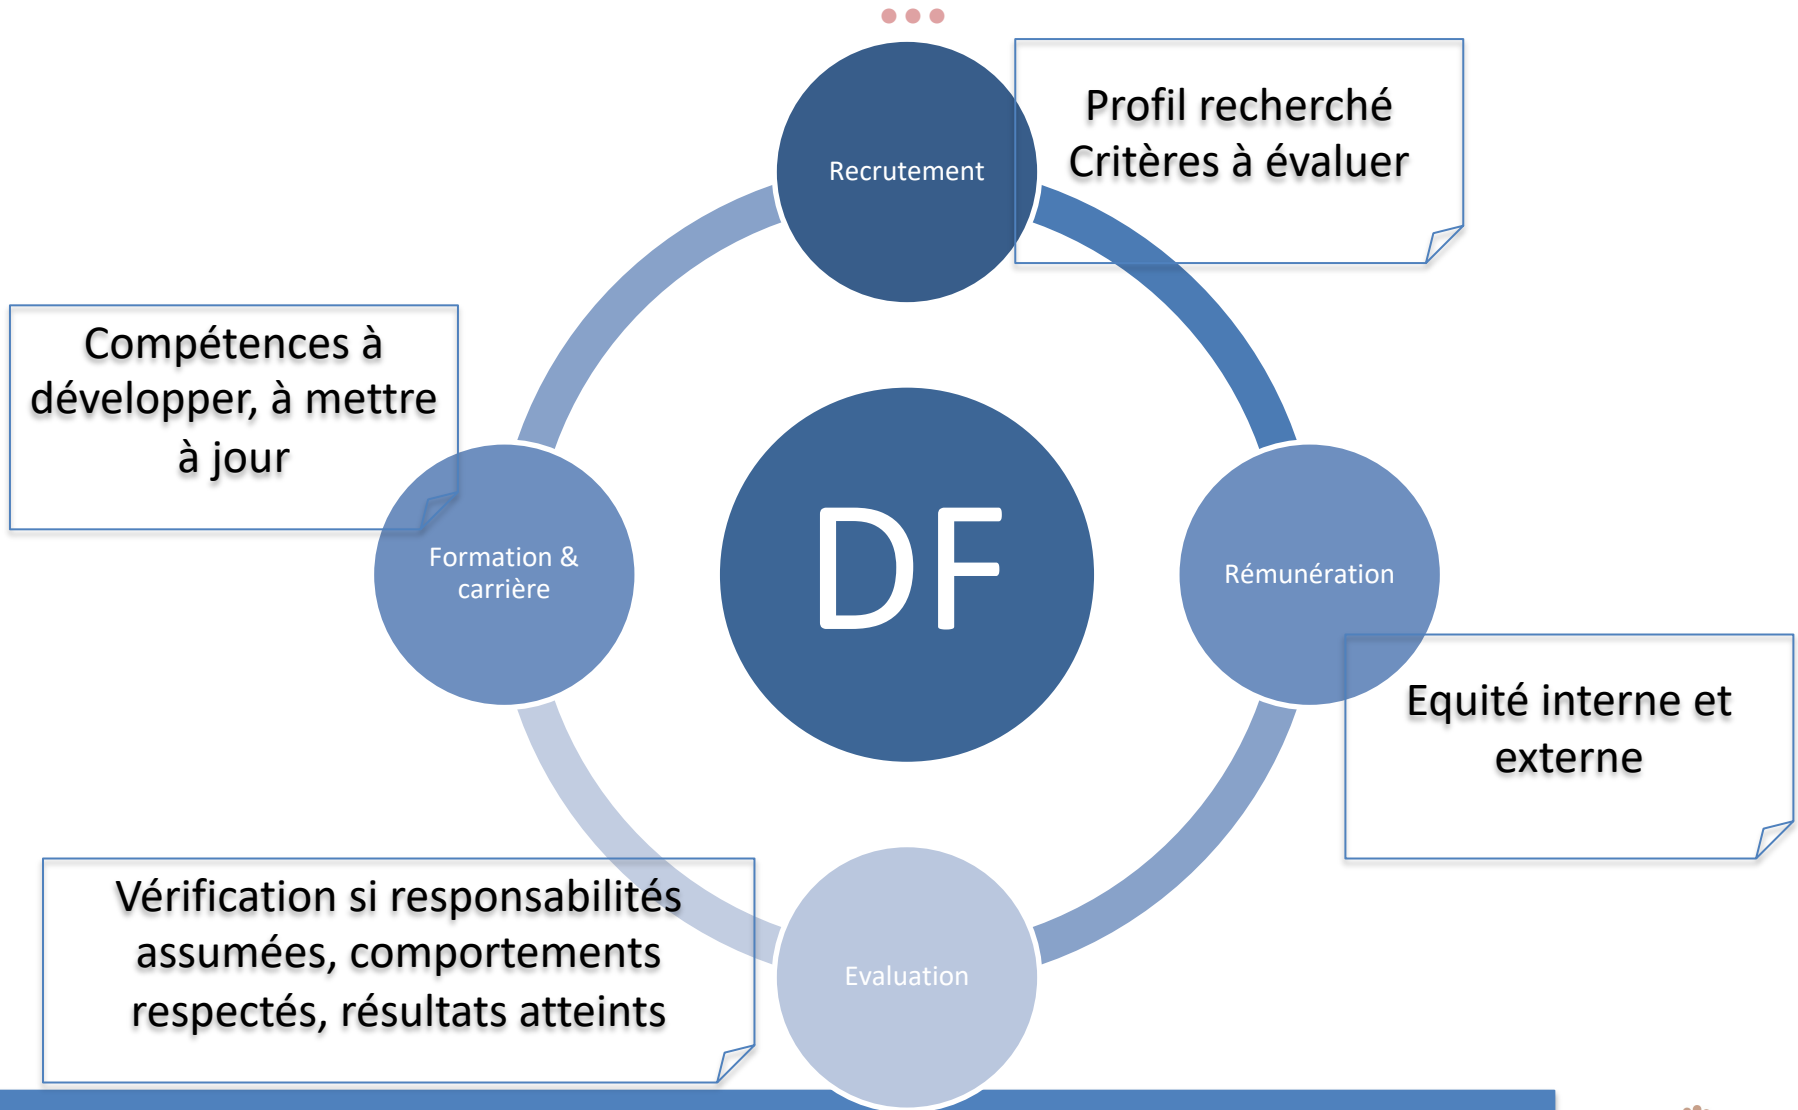 Recrutement
Profil recherché
Critères à évaluer
Compétences à
développer, à mettre
à jour
Formation &
carrière
DF
Rémunération
Equité interne et
externe
Vérification si responsabilités
assumées, comportements
respectés, résultats atteints
Evaluation